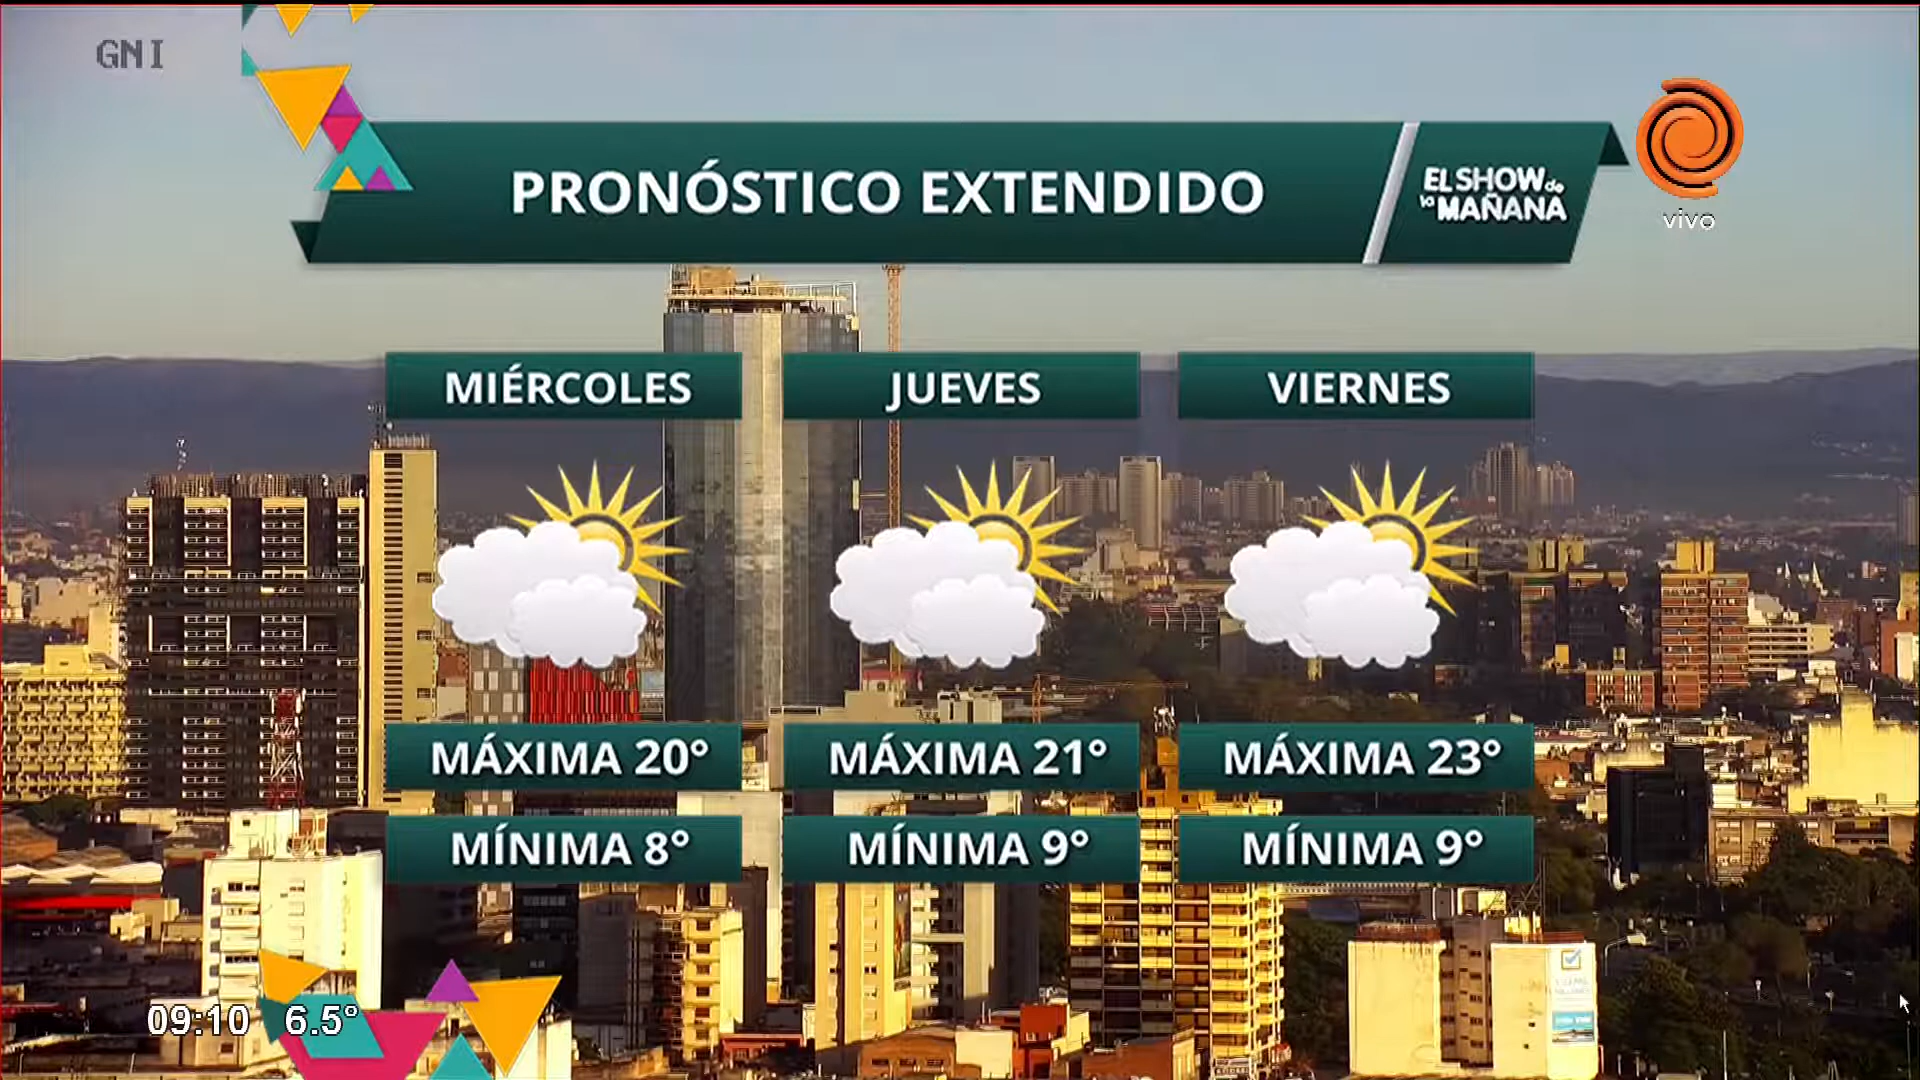 GNI
PRONÓSTICO EXTENDIDO
EL SHOW de
la MAÑANA
vivo
MIÉRCOLES
JUEVES
VIERNES
MÁXIMA 20°
MÁXIMA 21°
MÁXIMA 23°
MÍNIMA 8°
MÍNIMA 9°
MÍNIMA 9°
09:10 6.5°